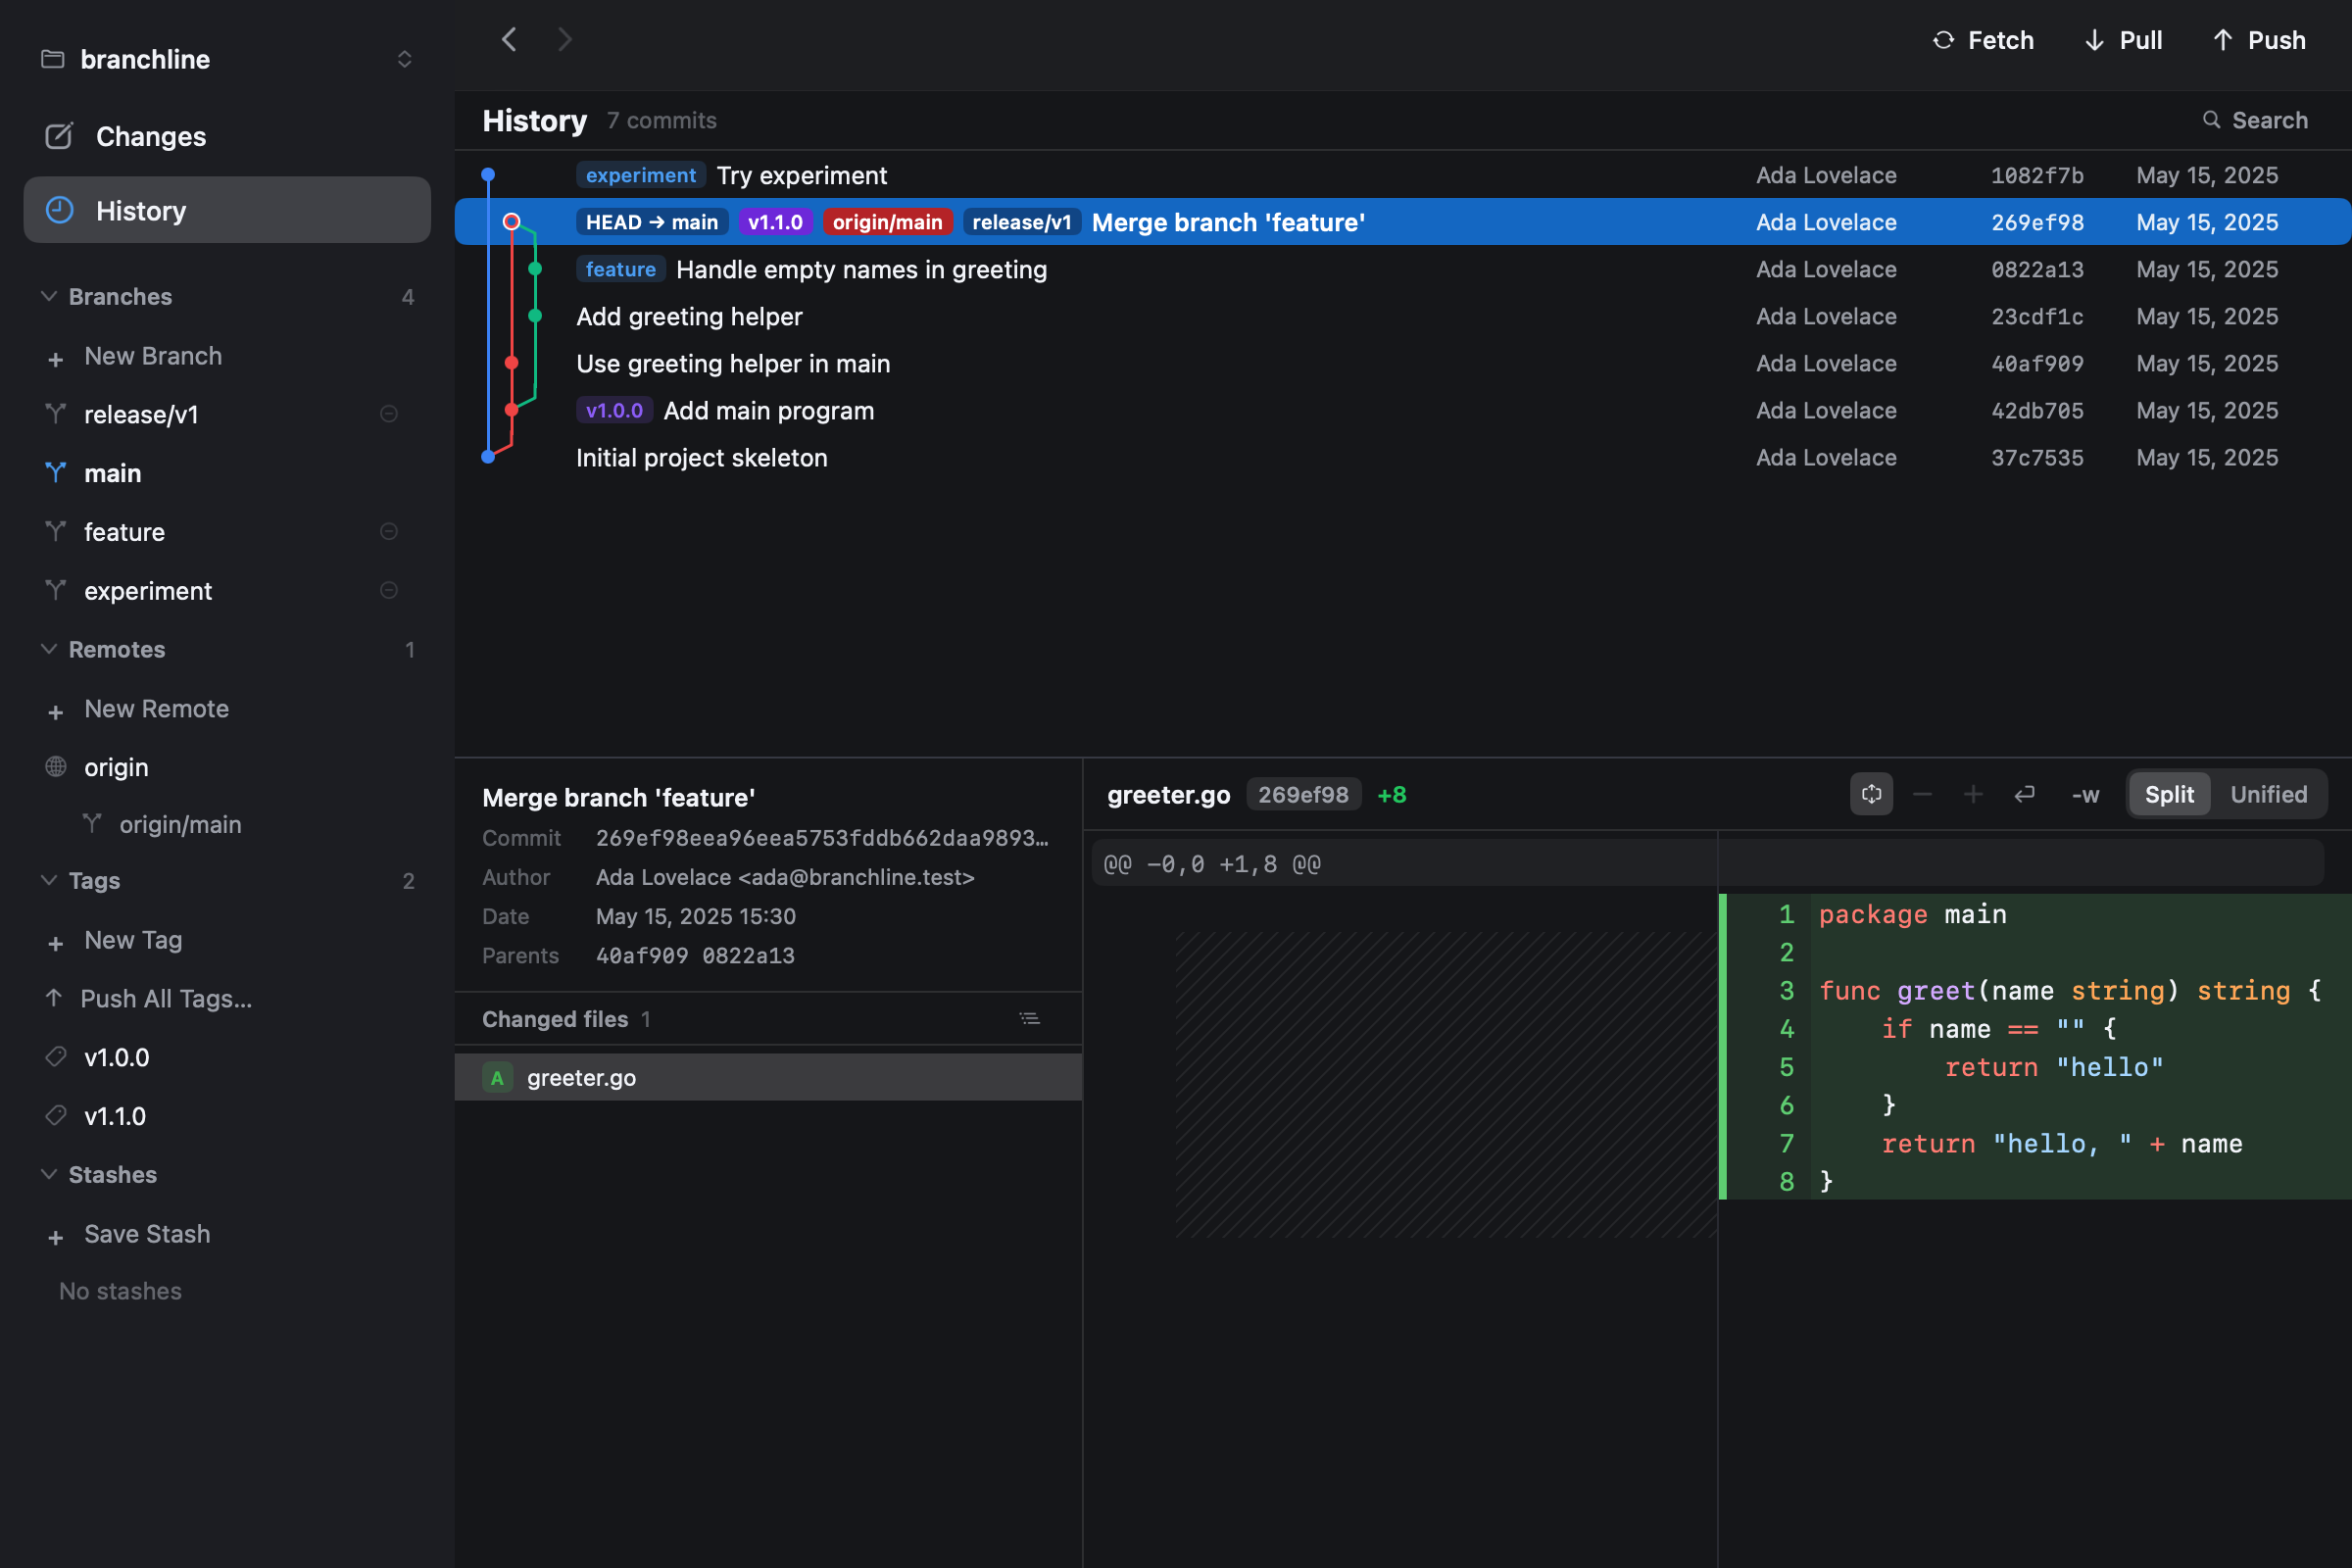 branchline
Changes
History
Branches 4
New Branch
release/v1
main
feature
experiment
Remotes 1
New Remote
origin
origin/main
Tags 2
New Tag
Push All Tags...
v1.0.0
v1.1.0
Stashes
Save Stash
No stashes
Fetch Pull Push
History 7 commits Search
experiment Try experiment Ada Lovelace 1082f7b May 15, 2025
HEAD → main v1.1.0 origin/main release/v1 Merge branch 'feature' Ada Lovelace 269ef98 May 15, 2025
feature Handle empty names in greeting Ada Lovelace 0822a13 May 15, 2025
Add greeting helper Ada Lovelace 23cdf1c May 15, 2025
Use greeting helper in main Ada Lovelace 40af909 May 15, 2025
v1.0.0 Add main program Ada Lovelace 42db705 May 15, 2025
Initial project skeleton Ada Lovelace 37c7535 May 15, 2025
Merge branch 'feature'
Commit 269ef98eea96eea5753fddb662daa9893…
Author Ada Lovelace <ada@branchline.test>
Date May 15, 2025 15:30
Parents 40af909 0822a13
Changed files 1
A greeter.go
greeter.go 269ef98 +8 -w Split Unified
@@ −0,0 +1,8 @@
1 package main
2
3 func greet(name string) string {
4     if name == "" {
5         return "hello"
6     }
7     return "hello, " + name
8 }